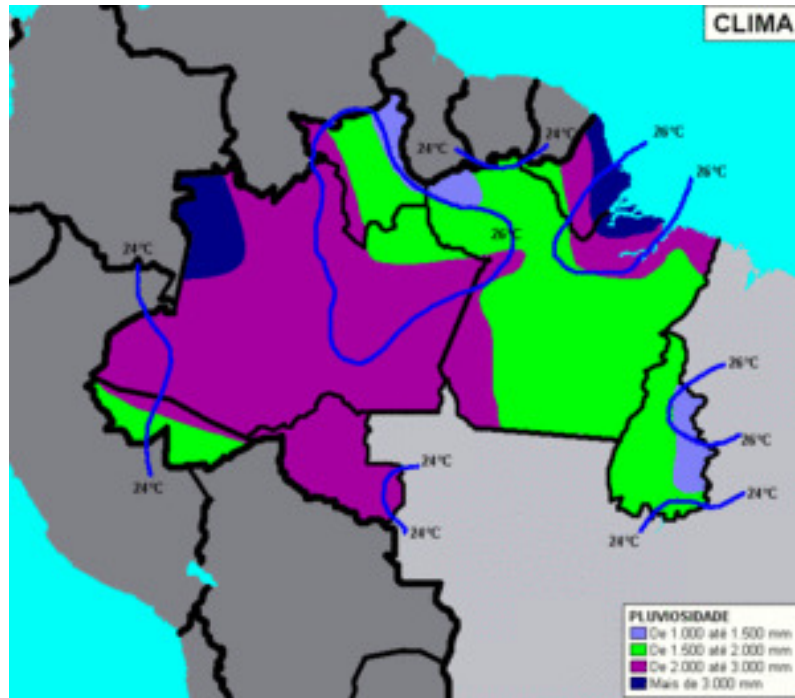 CLIMA
24°C
24°C
26°C
26°C
26°C
24°C
26°C
26°C
24°C
24°C
24°C
24°C
24°C
PLUVIOSIDADE
De 1.000 até 1.500 mm
De 1.500 até 2.000 mm
De 2.000 até 3.000 mm
Mais de 3.000 mm